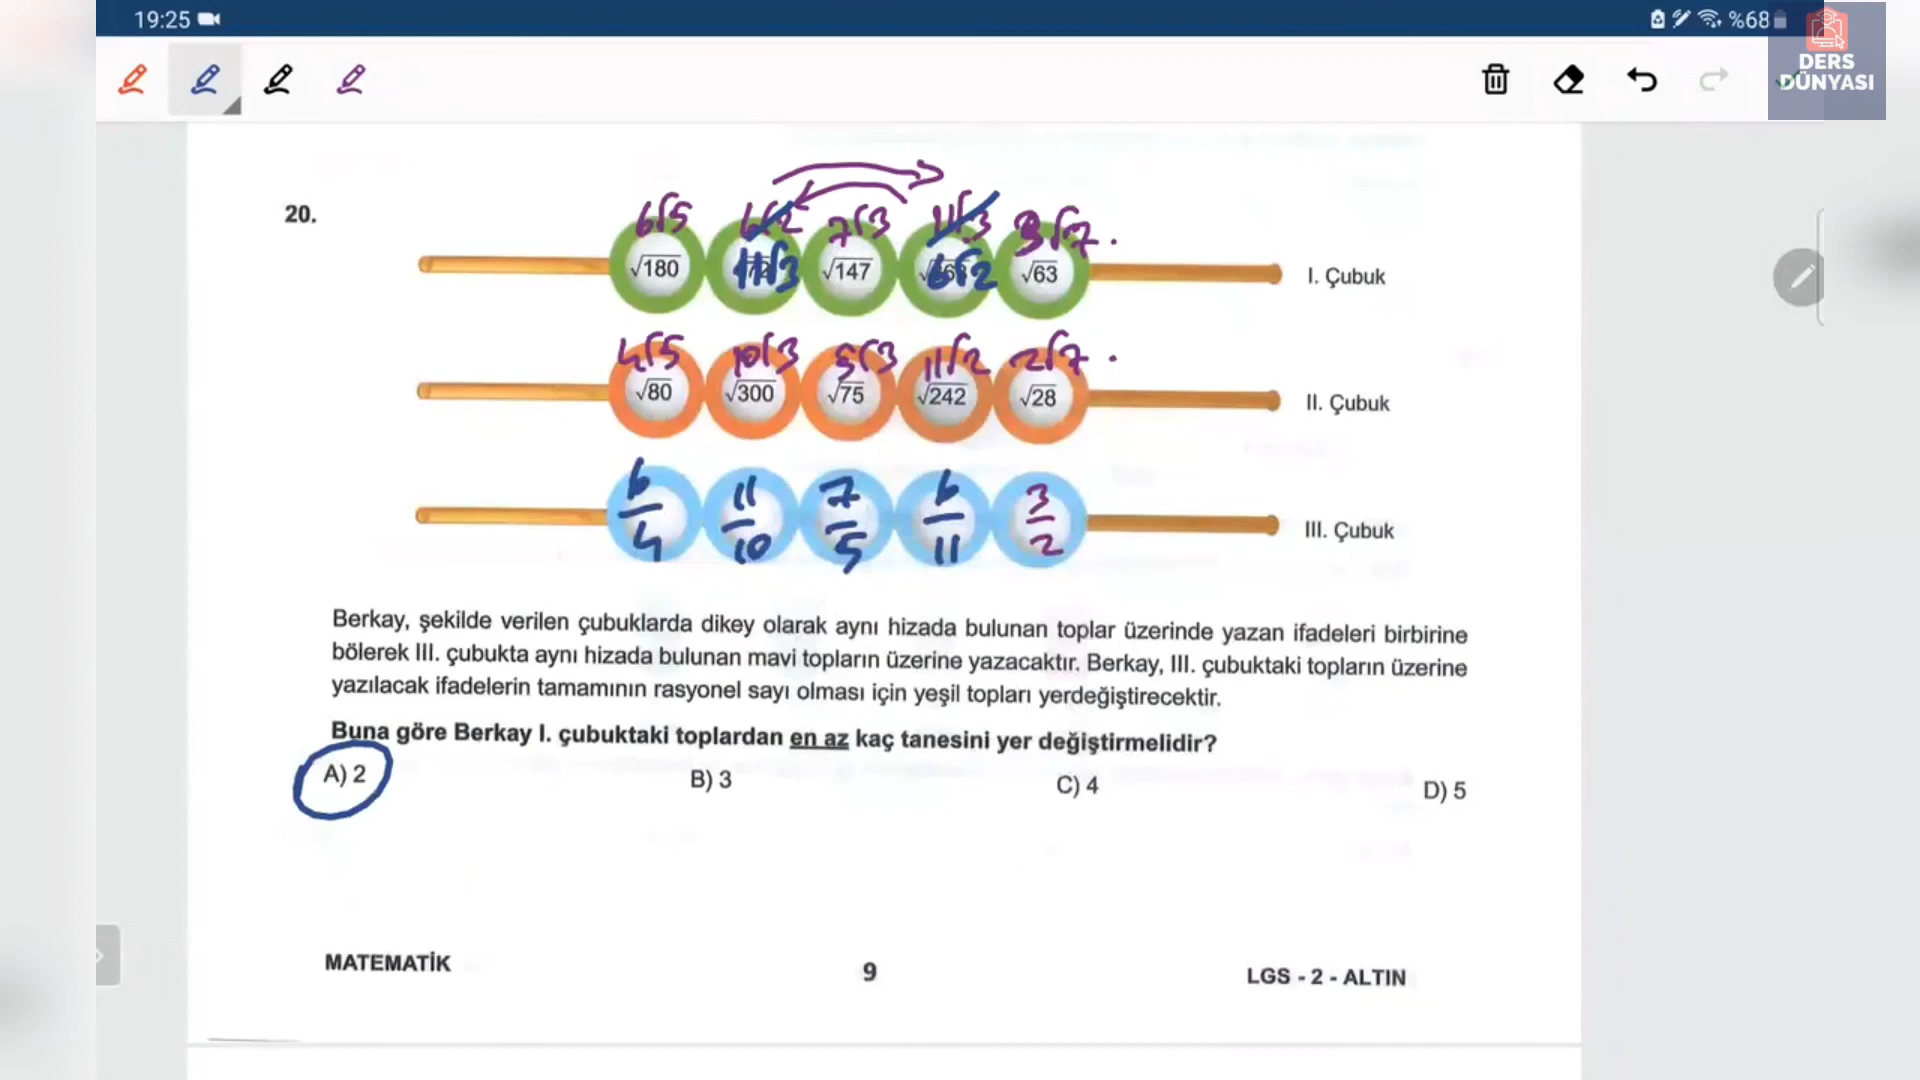 19:25
%68
DERS
DÜNYASI
20.
6√5 6√2 7√3 11√3 3√7
√180 11√3 √147 6√2 √63
I. Çubuk
4√5 10√3 5√3 11√2 2√7
√80 √300 √75 √242 √28
II. Çubuk
6/4 11/10 7/5 6/11 3/2
III. Çubuk
Berkay, şekilde verilen çubuklarda dikey olarak aynı hizada bulunan toplar üzerinde yazan ifadeleri birbirine
bölerek III. çubukta aynı hizada bulunan mavi topların üzerine yazacaktır. Berkay, III. çubuktaki topların üzerine
yazılacak ifadelerin tamamının rasyonel sayı olması için yeşil topları yerdeğiştirecektir.
Buna göre Berkay I. çubuktaki toplardan en az kaç tanesini yer değiştirmelidir?
A) 2 B) 3 C) 4 D) 5
MATEMATİK 9 LGS - 2 - ALTIN